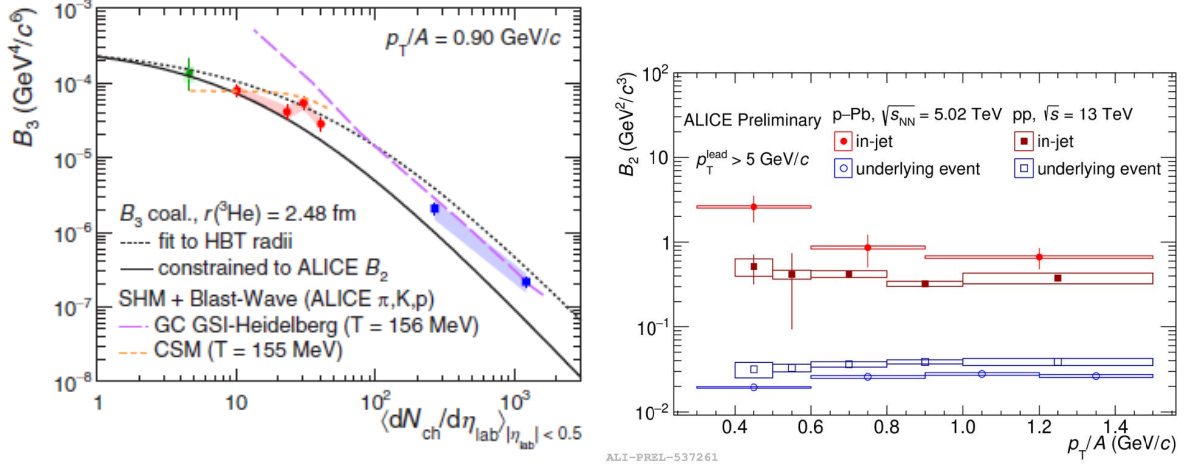 10⁻³
10⁻⁴
10⁻⁵
10⁻⁶
10⁻⁷
10⁻⁸
B₃ (GeV⁴/c⁶)
p_T/A = 0.90 GeV/c
B₃ coal., r(³He) = 2.48 fm
fit to HBT radii
constrained to ALICE B₂
SHM + Blast-Wave (ALICE π,K,p)
GC GSI-Heidelberg (T = 156 MeV)
CSM (T = 155 MeV)
1 10 10² 10³
⟨dN_ch/dη_lab⟩_|η_lab| < 0.5
10²
10
1
10⁻¹
10⁻²
B₂ (GeV²/c³)
ALICE Preliminary
p_T^lead > 5 GeV/c
p–Pb, √s_NN = 5.02 TeV
in-jet
underlying event
pp, √s = 13 TeV
in-jet
underlying event
0.4 0.6 0.8 1.0 1.2 1.4
p_T/A (GeV/c)
ALI-PREL-537261